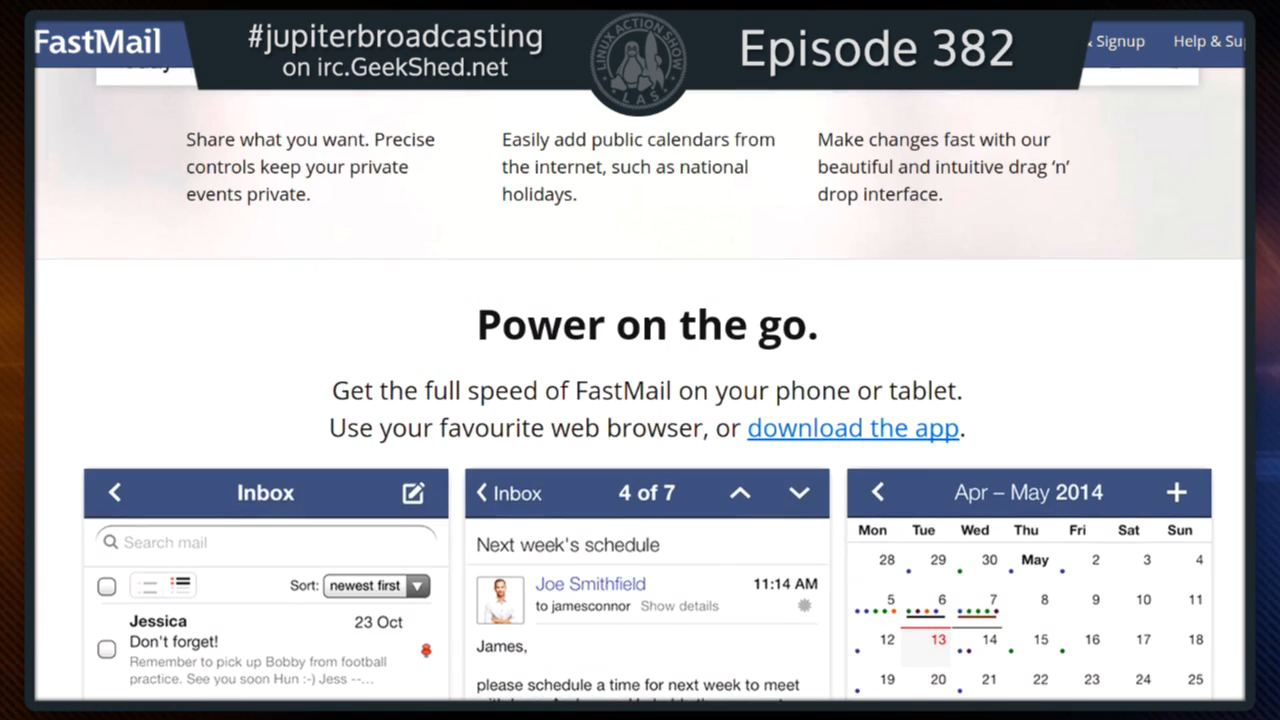 FastMail
#jupiterbroadcasting
on irc.GeekShed.net
LINUX ACTION SHOW
LAS
Episode 382
Signup
Help & Su
Share what you want. Precise
controls keep your private
events private.
Easily add public calendars from
the internet, such as national
holidays.
Make changes fast with our
beautiful and intuitive drag ‘n’
drop interface.
Power on the go.
Get the full speed of FastMail on your phone or tablet.
Use your favourite web browser, or download the app.
Inbox
Search mail
Sort: newest first
Jessica 23 Oct
Don't forget!
Remember to pick up Bobby from football
practice. See you soon Hun :-) Jess --...
Inbox 4 of 7
Next week's schedule
Joe Smithfield 11:14 AM
to jamesconnor Show details
James,
please schedule a time for next week to meet
Apr – May 2014 +
Mon Tue Wed Thu Fri Sat Sun
28 29 30 May 2 3 4
5 6 7 8 9 10 11
12 13 14 15 16 17 18
19 20 21 22 23 24 25